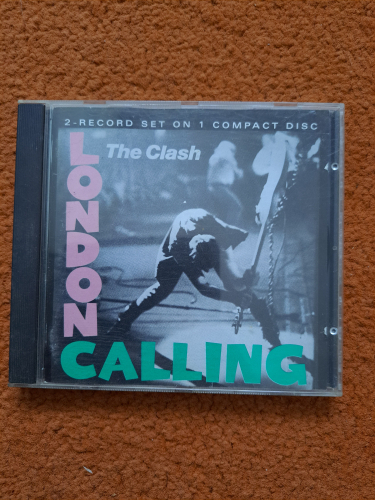 2-RECORD SET ON 1 COMPACT DISC
The Clash
LONDON
CALLING